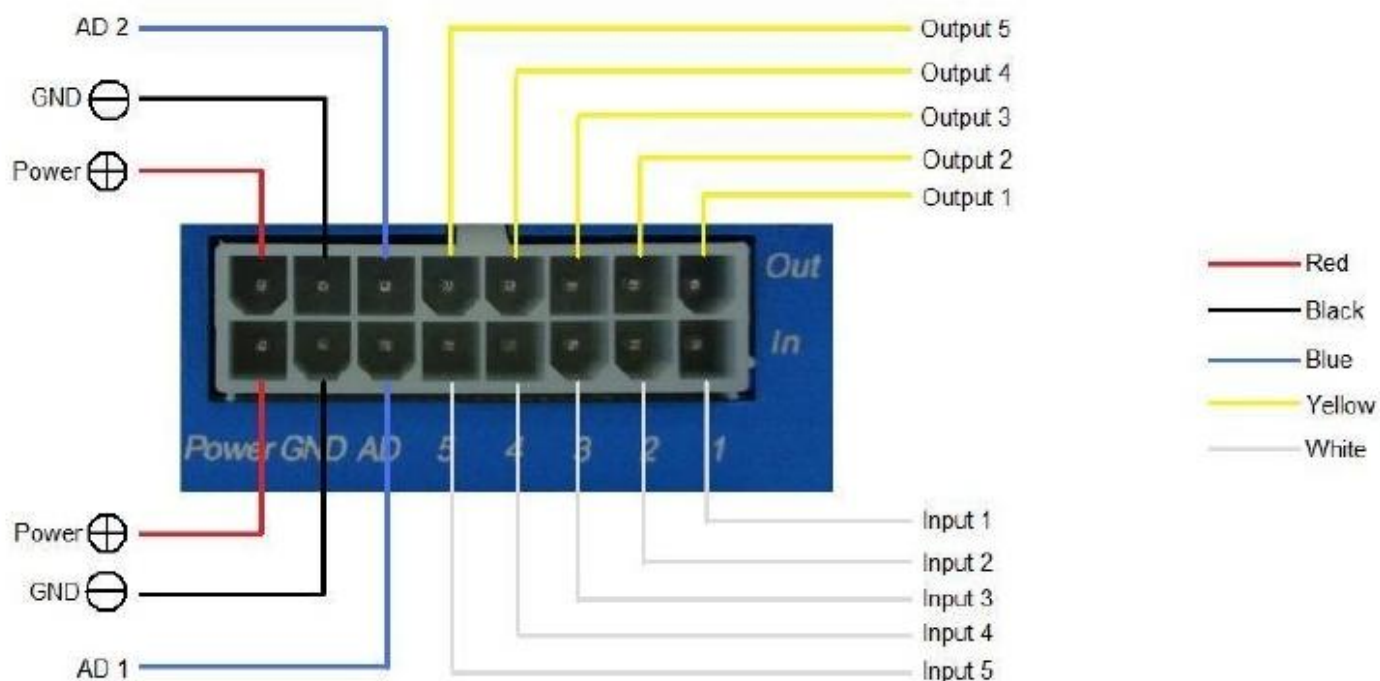 AD 2
GND
Power
Output 5
Output 4
Output 3
Output 2
Output 1
Out
In
Power GND AD 5 4 3 2 1
Red
Black
Blue
Yellow
White
Power
GND
AD 1
Input 1
Input 2
Input 3
Input 4
Input 5